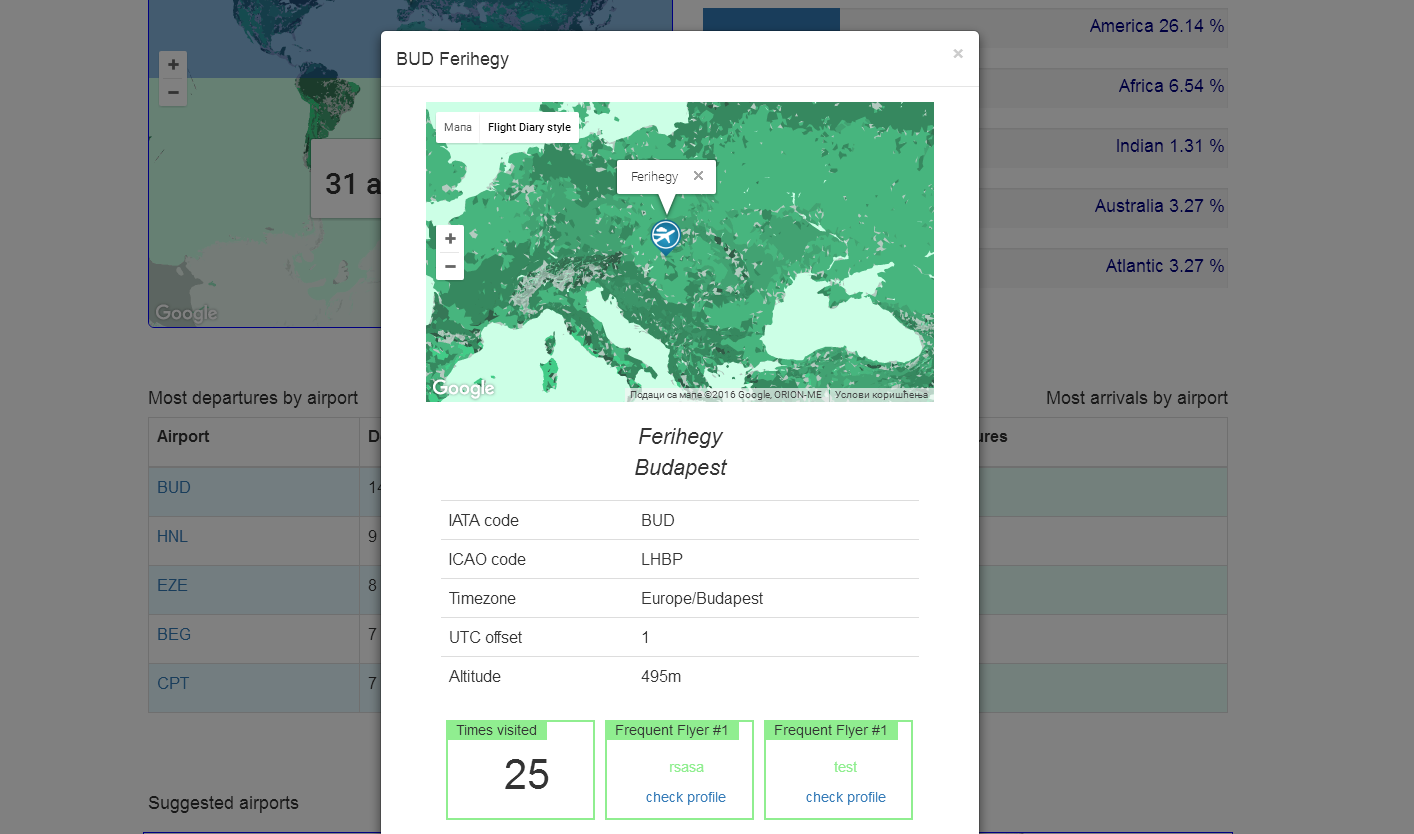 America 26.14 %
Africa 6.54 %
Indian 1.31 %
Australia 3.27 %
Atlantic 3.27 %
+
−
31 a
Google
BUD Ferihegy
×
Мапа
Flight Diary style
Ferihegy
+
−
Google
Подаци са мапе ©2016 Google, ORION-ME
Услови коришћења
Ferihegy
Budapest
IATA code BUD
ICAO code LHBP
Timezone Europe/Budapest
UTC offset 1
Altitude 495m
Times visited
25
Frequent Flyer #1
rsasa
check profile
Frequent Flyer #1
test
check profile
Most departures by airport
Airport D
BUD 14
HNL 9
EZE 8
BEG 7
CPT 7
Most arrivals by airport
ures
Suggested airports